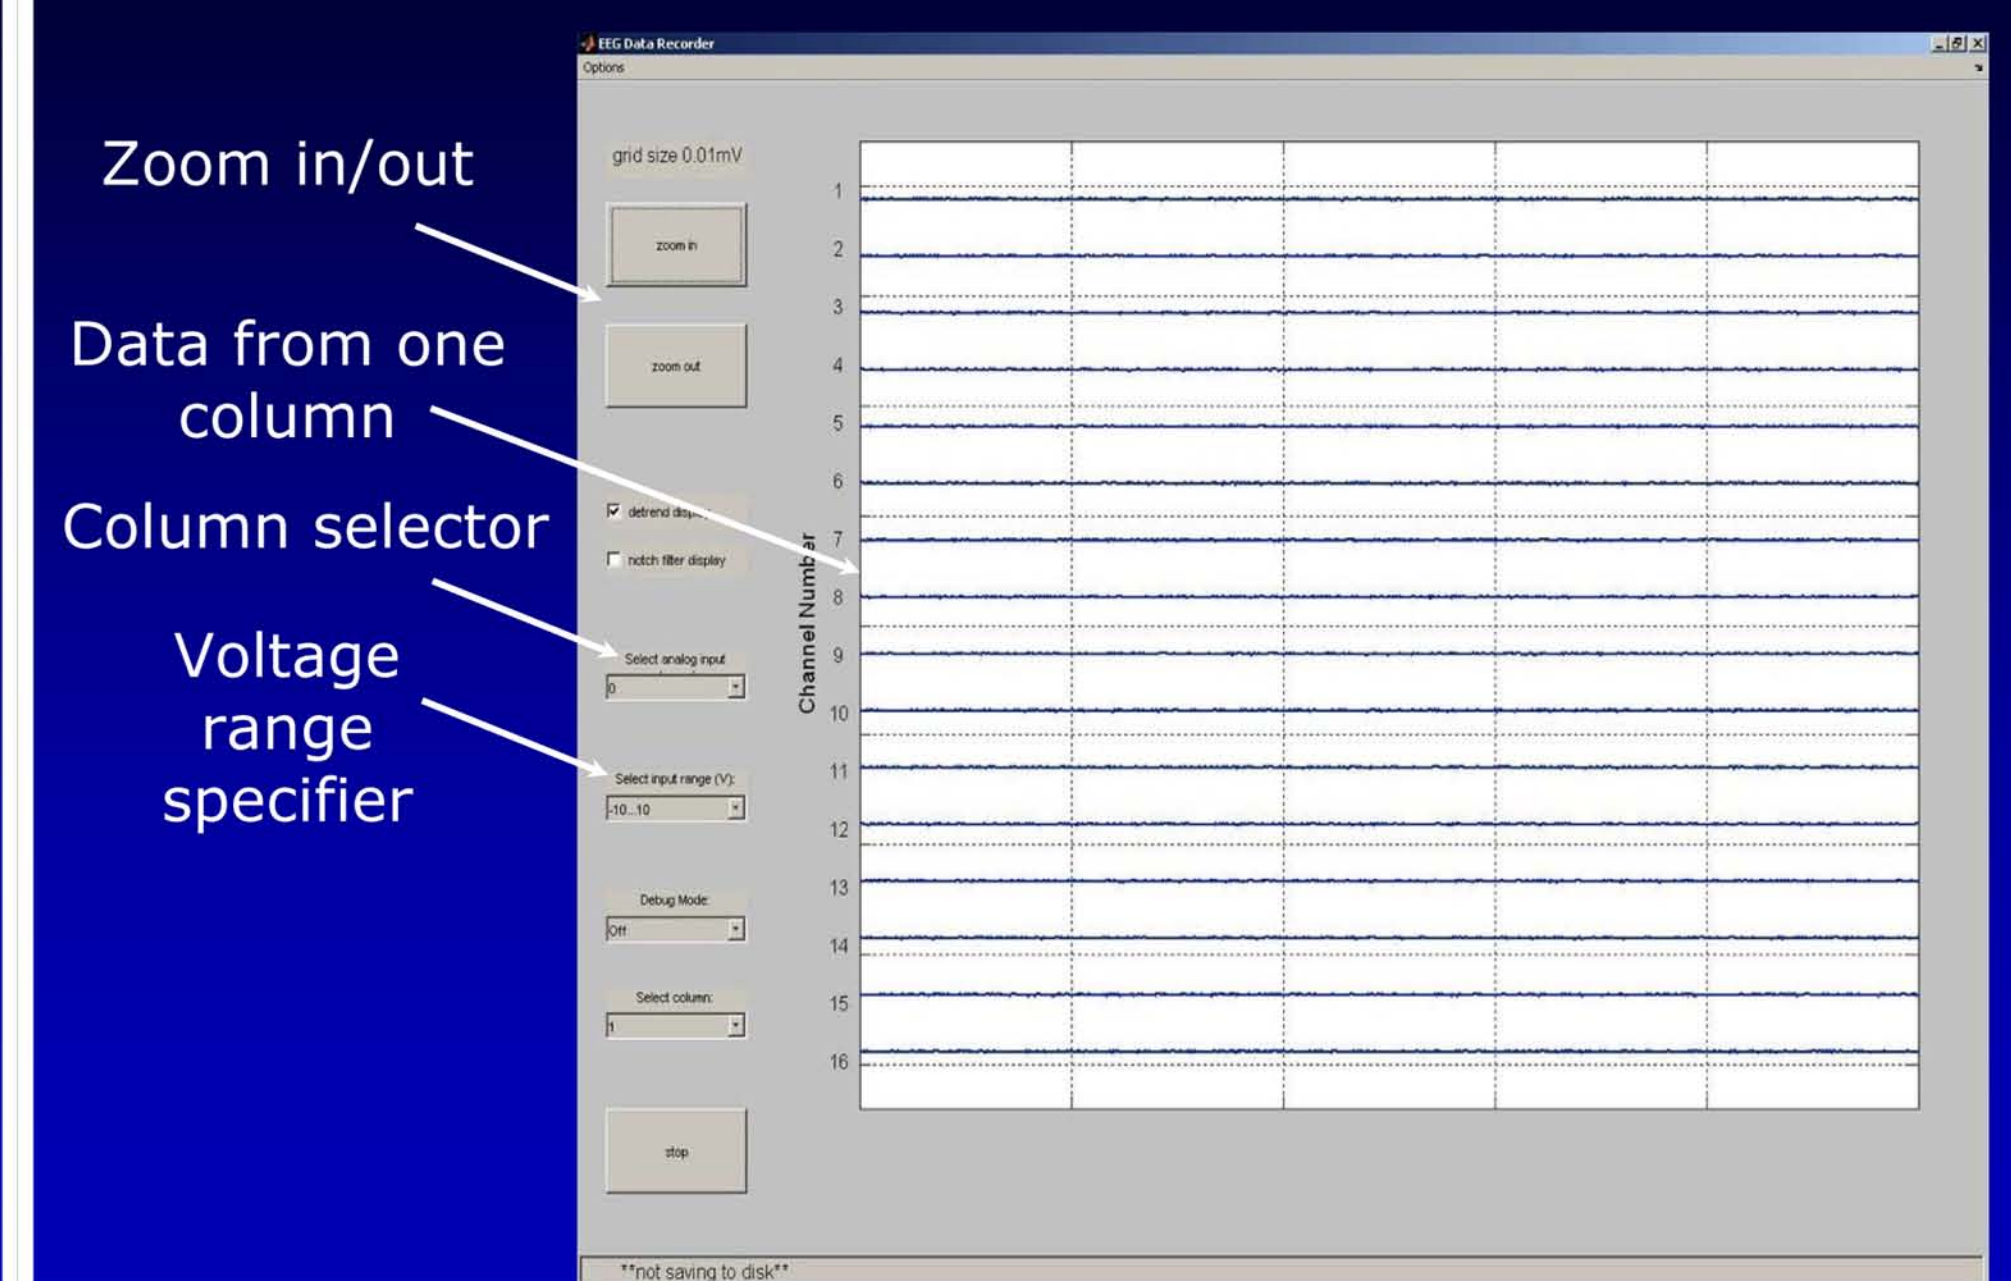 EEG Data Recorder
Options
Zoom in/out
Data from one
column
Column selector
Voltage
range
specifier
grid size 0.01mV
zoom in
zoom out
detrend display
notch filter display
Select analog input
0
Select input range (V):
-10...10
Debug Mode:
Off
Select column:
1
stop
Channel Number
1
2
3
4
5
6
7
8
9
10
11
12
13
14
15
16
**not saving to disk**